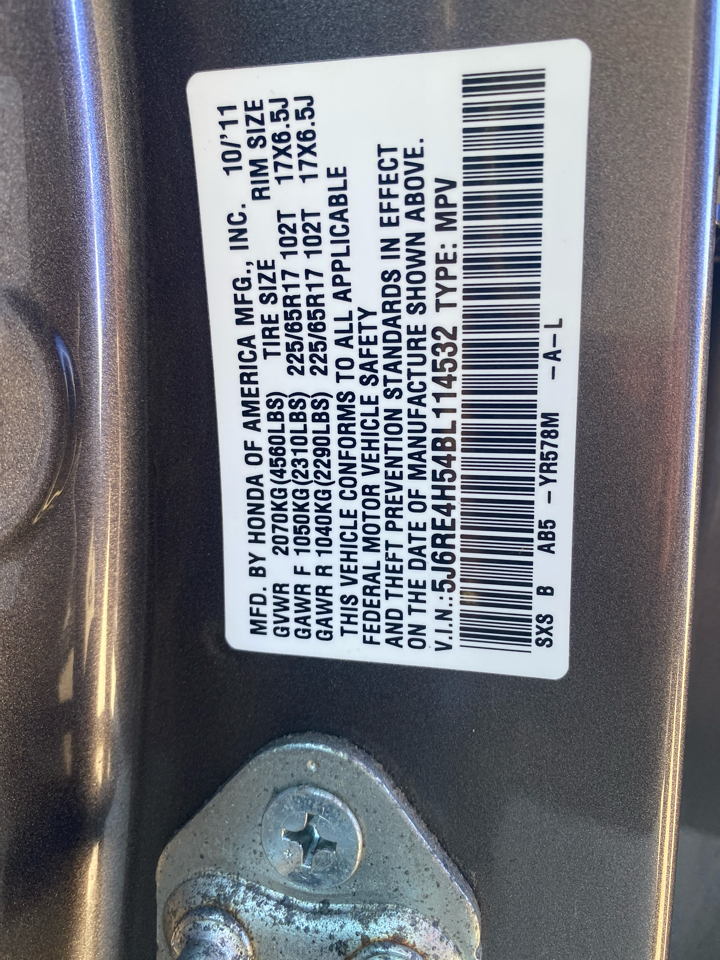 MFD. BY HONDA OF AMERICA MFG., INC. 10/'11
GVWR 2070KG(4560LBS) TIRE SIZE RIM SIZE
GAWR F 1050KG(2310LBS) 225/65R17 102T 17X6.5J
GAWR R 1040KG(2290LBS) 225/65R17 102T 17X6.5J
THIS VEHICLE CONFORMS TO ALL APPLICABLE
FEDERAL MOTOR VEHICLE SAFETY
AND THEFT PREVENTION STANDARDS IN EFFECT
ON THE DATE OF MANUFACTURE SHOWN ABOVE.
V.I.N.:5J6RE4H54BL114532 TYPE: MPV
SXS B AB5 -YR578M -A-L